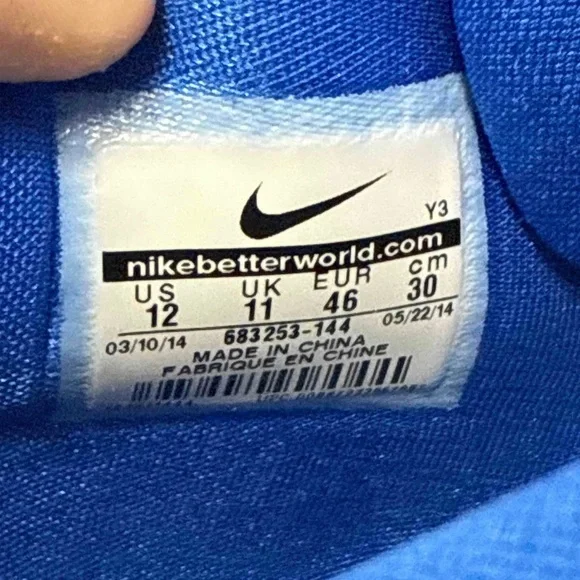 Y3
nikebetterworld.com
US UK EUR cm
12 11 46 30
03/10/14 683253-144 05/22/14
MADE IN CHINA
FABRIQUE EN CHINE
UPC